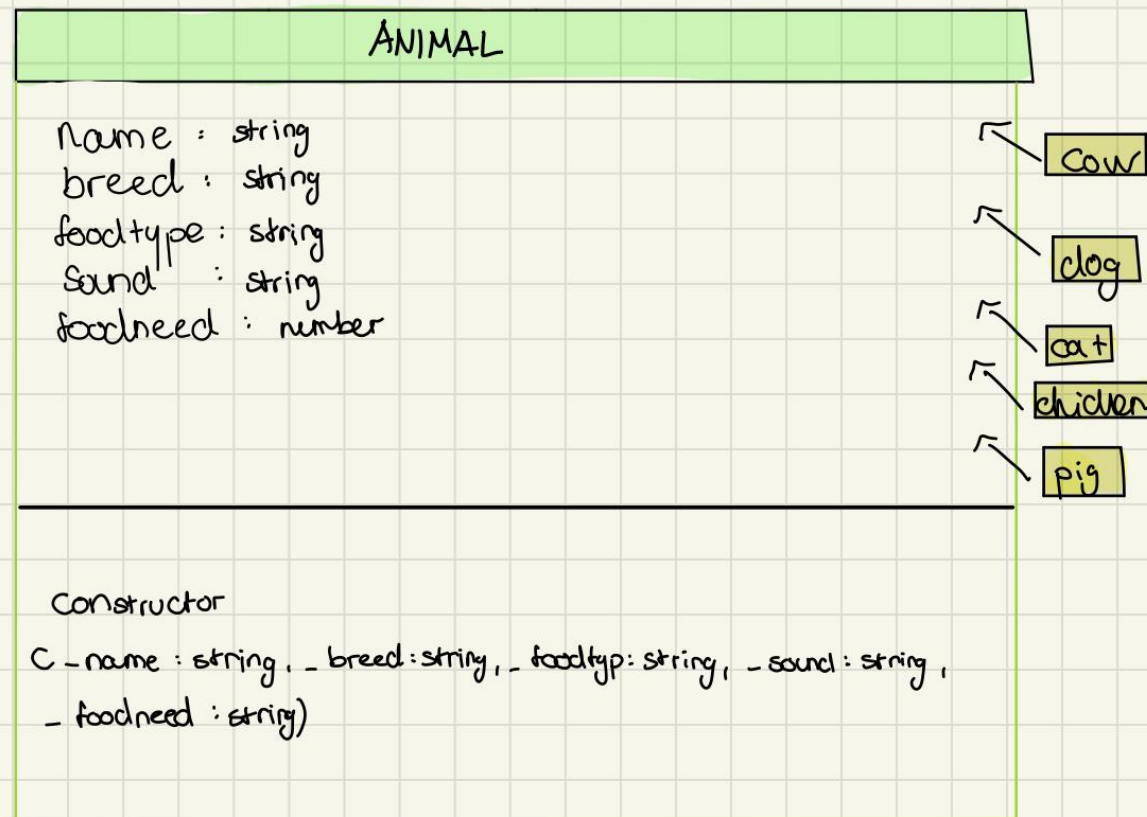 ANIMAL
name : string
breed : string
foodtype : string
Sound : string
foodneed : number
cow
dog
cat
chicken
pig
Constructor
( _name : string, _breed : string, _foodtyp : string, _sound : string,
_foodneed : string)